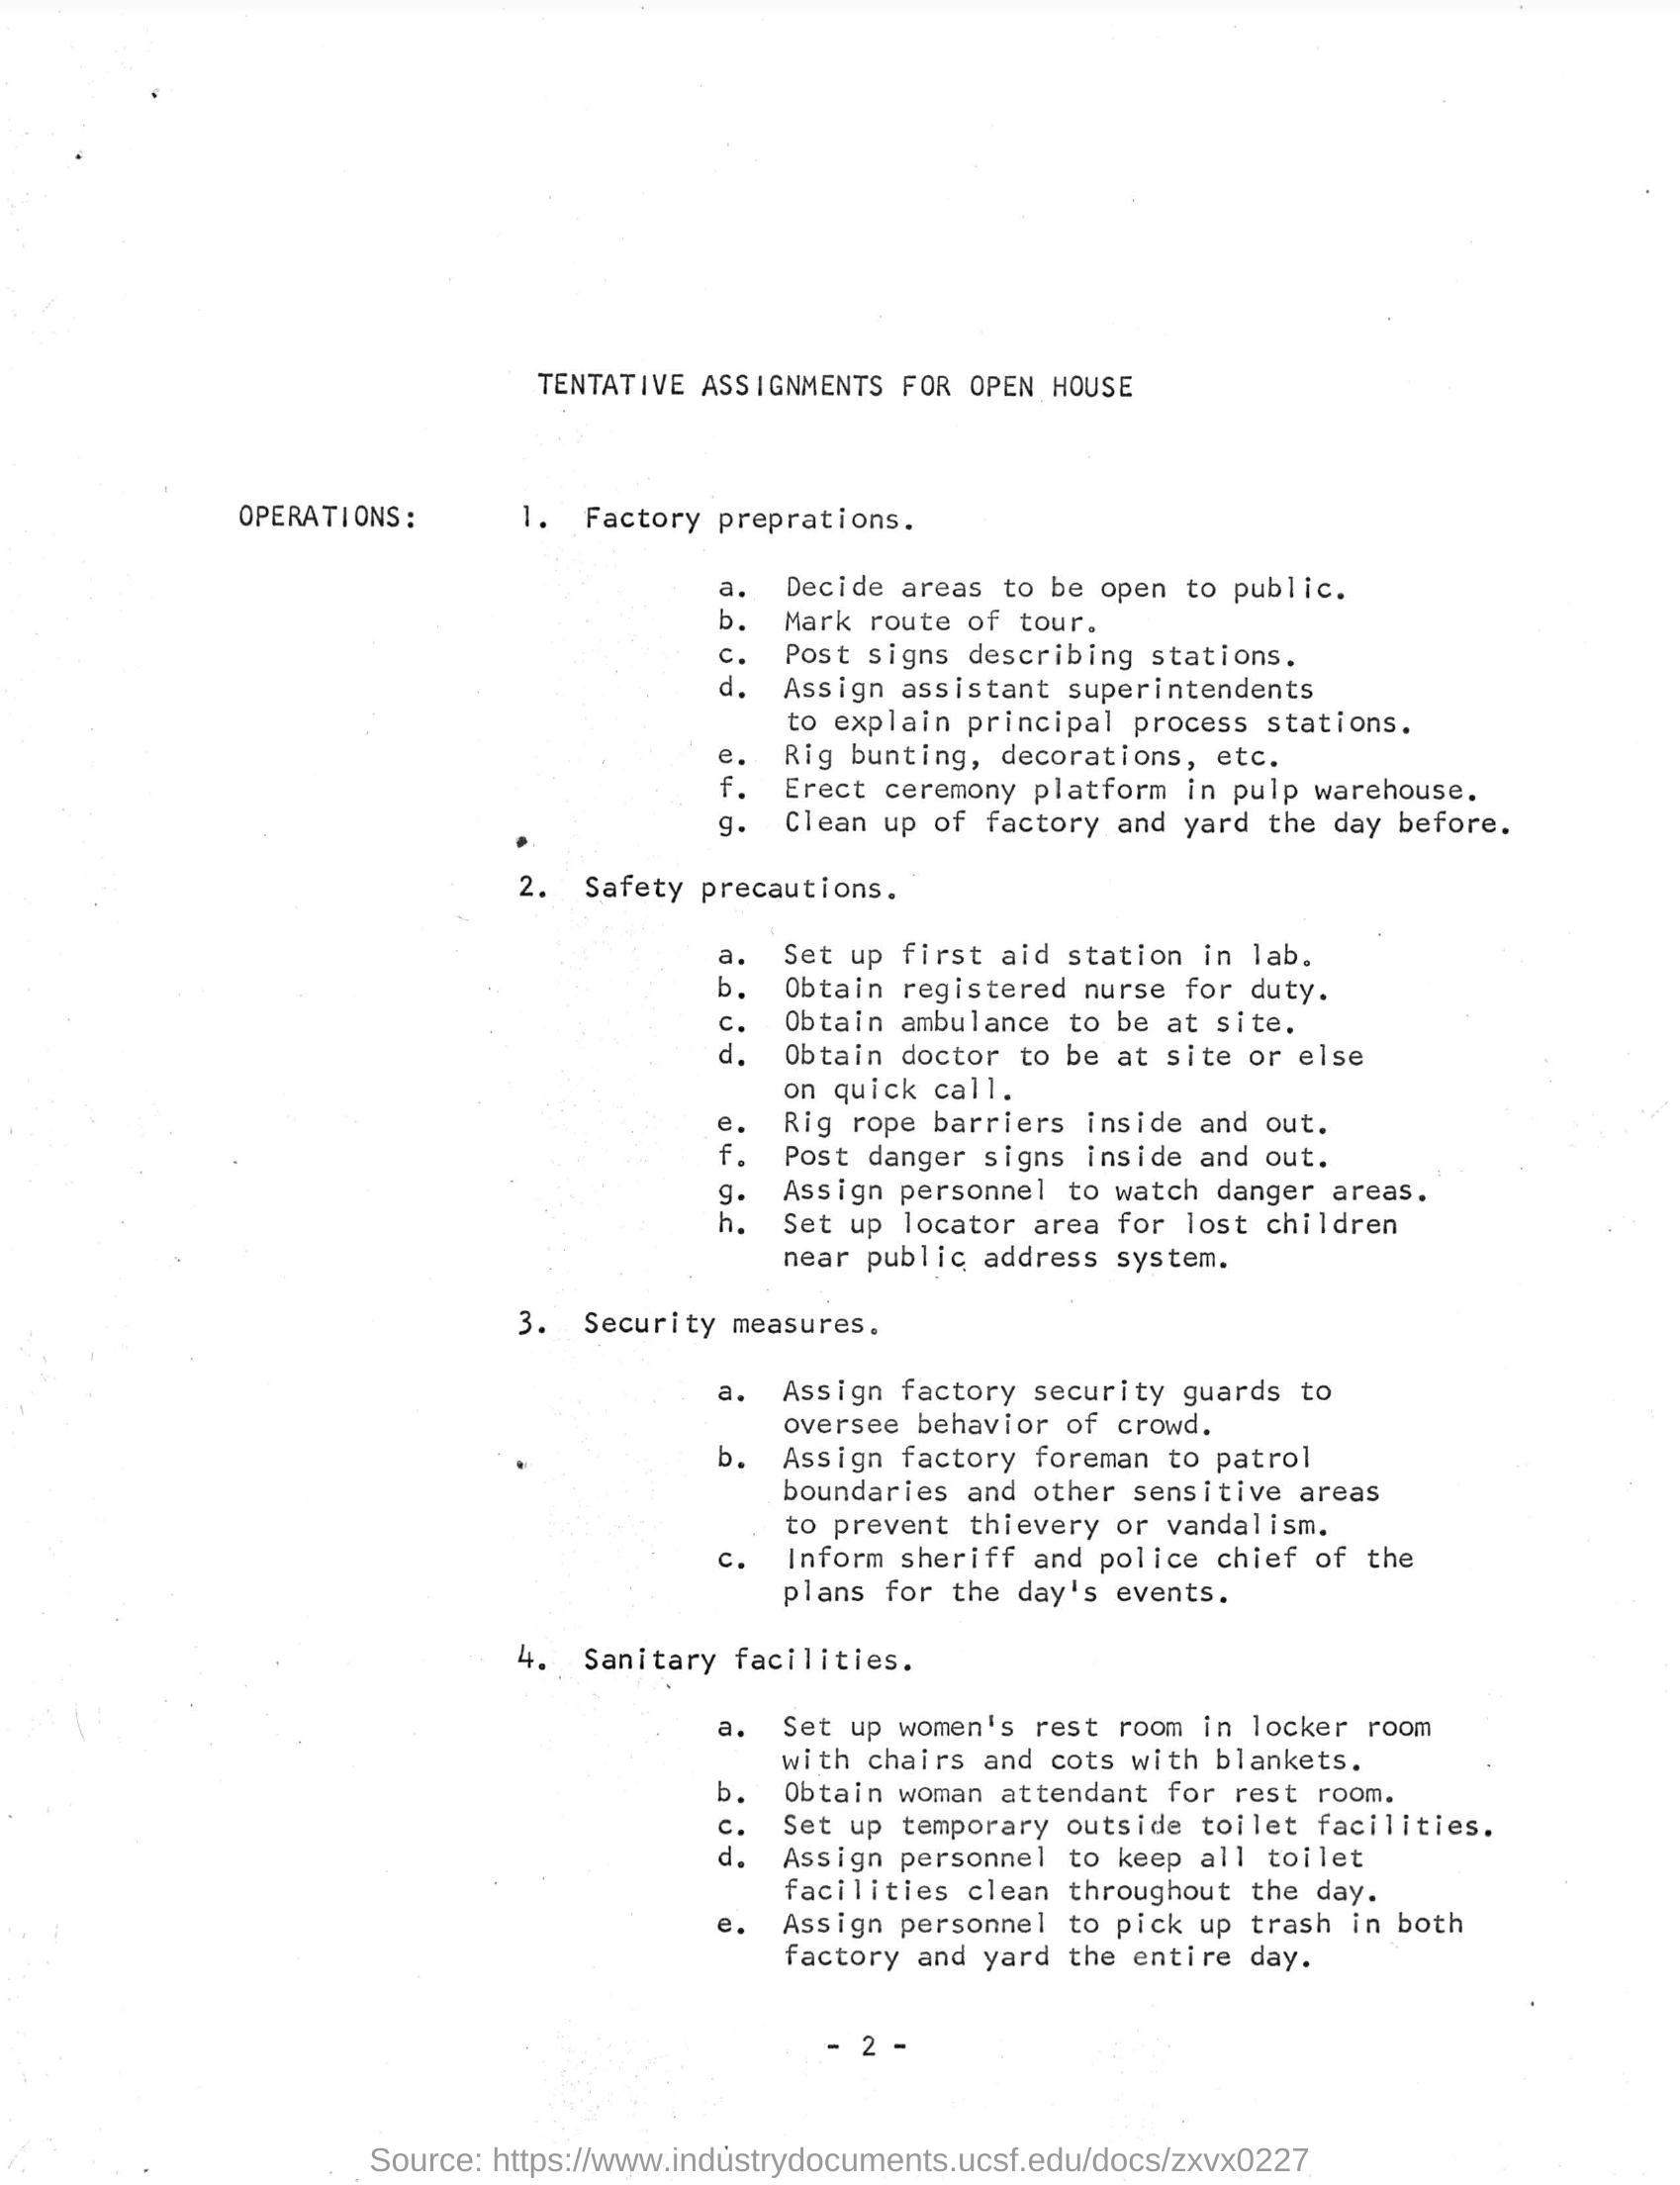 TENTATIVE ASSIGNMENTS FOR OPEN HOUSE
OPERATIONS: 1. Factory preprations.
a. Decide areas to be open to public.
b. Mark route of tour.
c. Post signs describing stations.
d. Assign assistant superintendents
to explain principal process stations.
e. Rig bunting, decorations, etc.
f. Erect ceremony platform in pulp warehouse.
g. Clean up of factory and yard the day before.
2. Safety precautions.
a. Set up first aid station in lab.
b. Obtain registered nurse for duty.
c. Obtain ambulance to be at site.
d. Obtain doctor to be at site or else
on quick call.
e. Rig rope barriers inside and out.
f. Post danger signs inside and out.
g. Assign personnel to watch danger areas.
h. Set up locator area for lost children
near public address system.
3. Security measures.
a. Assign factory security guards to
oversee behavior of crowd.
b. Assign factory foreman to patrol
boundaries and other sensitive areas
to prevent thievery or vandalism.
c. Inform sheriff and police chief of the
plans for the day's events.
4. Sanitary facilities.
a. Set up women's rest room in locker room
with chairs and cots with blankets.
b. Obtain woman attendant for rest room.
c. Set up temporary outside toilet facilities.
d. Assign personnel to keep all toilet
facilities clean throughout the day.
e. Assign personnel to pick up trash in both
factory and yard the entire day.
- 2 -
Source: https://www.industrydocuments.ucsf.edu/docs/zxvx0227